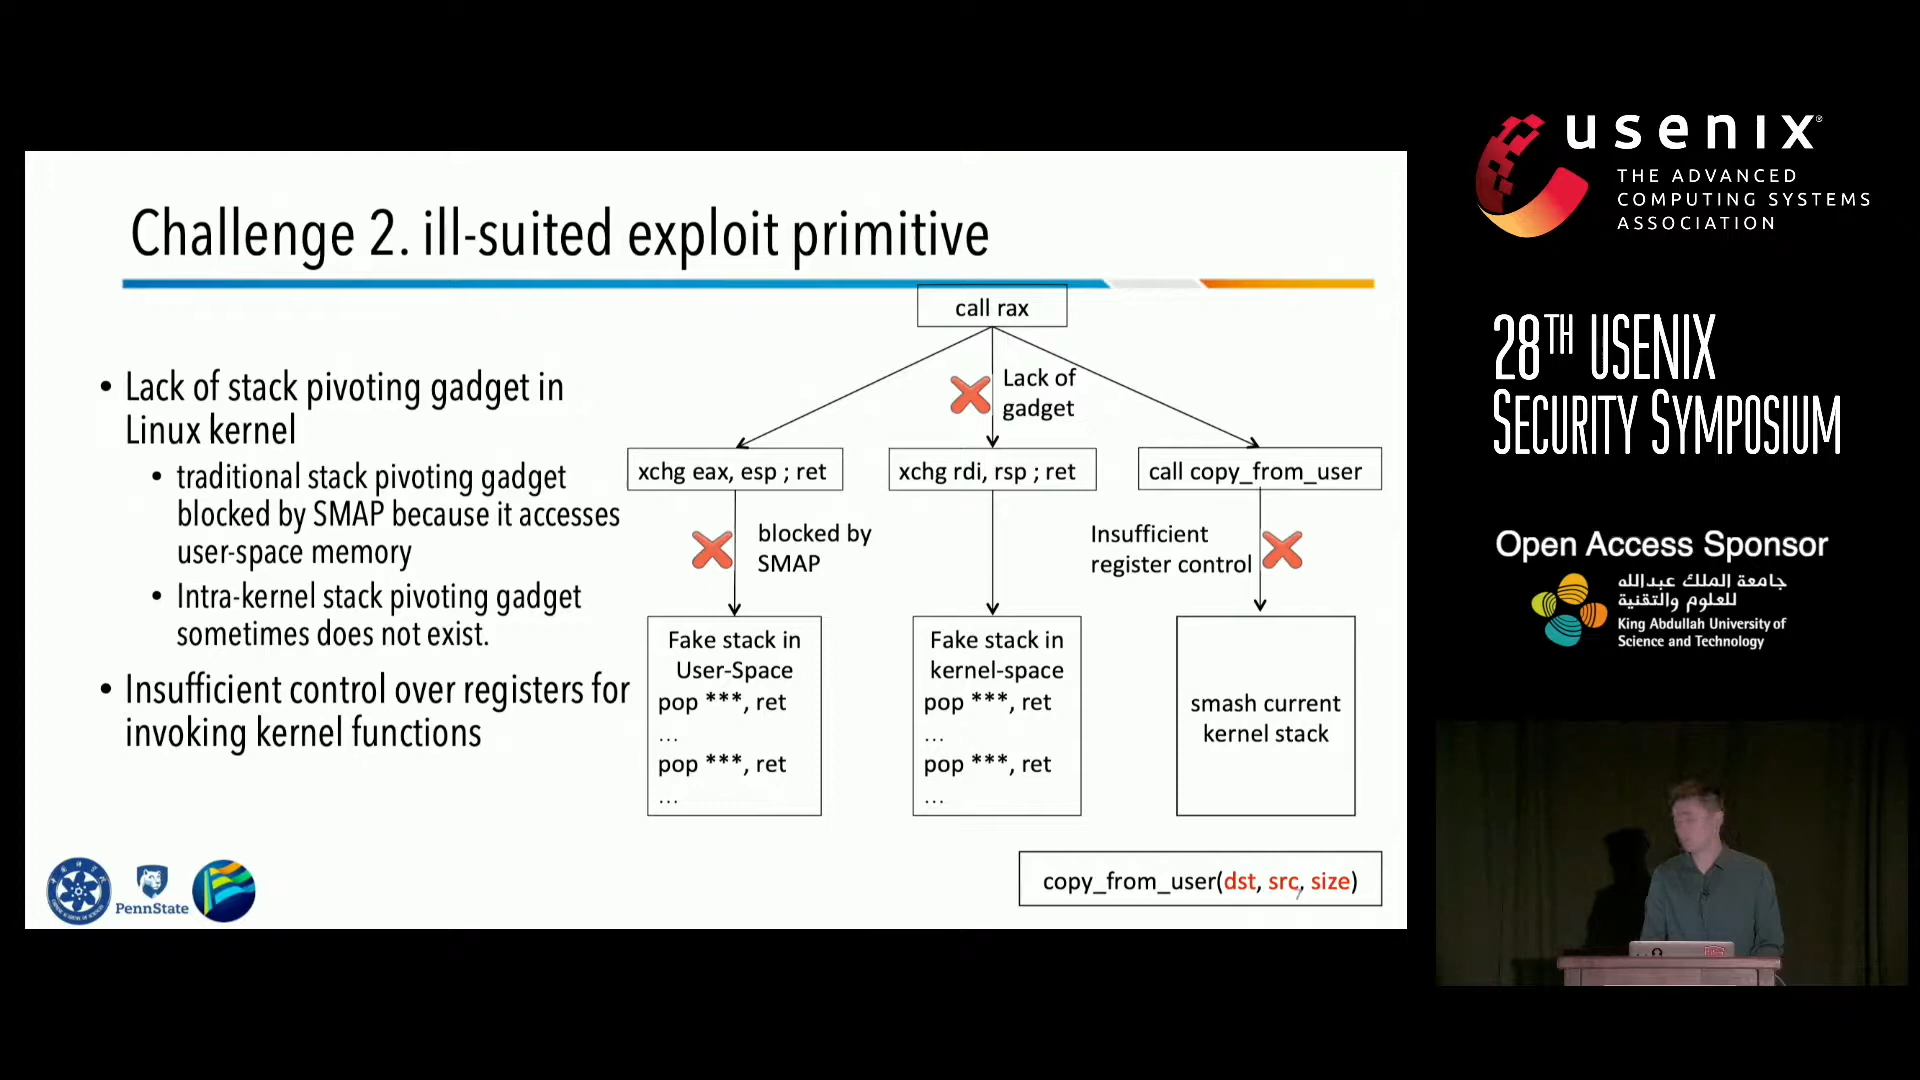 Challenge 2. ill-suited exploit primitive
• Lack of stack pivoting gadget in
Linux kernel
• traditional stack pivoting gadget
blocked by SMAP because it accesses
user-space memory
• Intra-kernel stack pivoting gadget
sometimes does not exist.
• Insufficient control over registers for
invoking kernel functions
call rax
Lack of
gadget
xchg eax, esp ; ret
xchg rdi, rsp ; ret
call copy_from_user
blocked by
SMAP
Insufficient
register control
Fake stack in
User-Space
pop ***, ret
...
pop ***, ret
...
Fake stack in
kernel-space
pop ***, ret
...
pop ***, ret
...
smash current
kernel stack
copy_from_user(dst, src, size)
PennState
usenix
THE ADVANCED
COMPUTING SYSTEMS
ASSOCIATION
28TH USENIX
SECURITY SYMPOSIUM
Open Access Sponsor
جامعة الملك عبدالله
للعلوم والتقنية
King Abdullah University of
Science and Technology